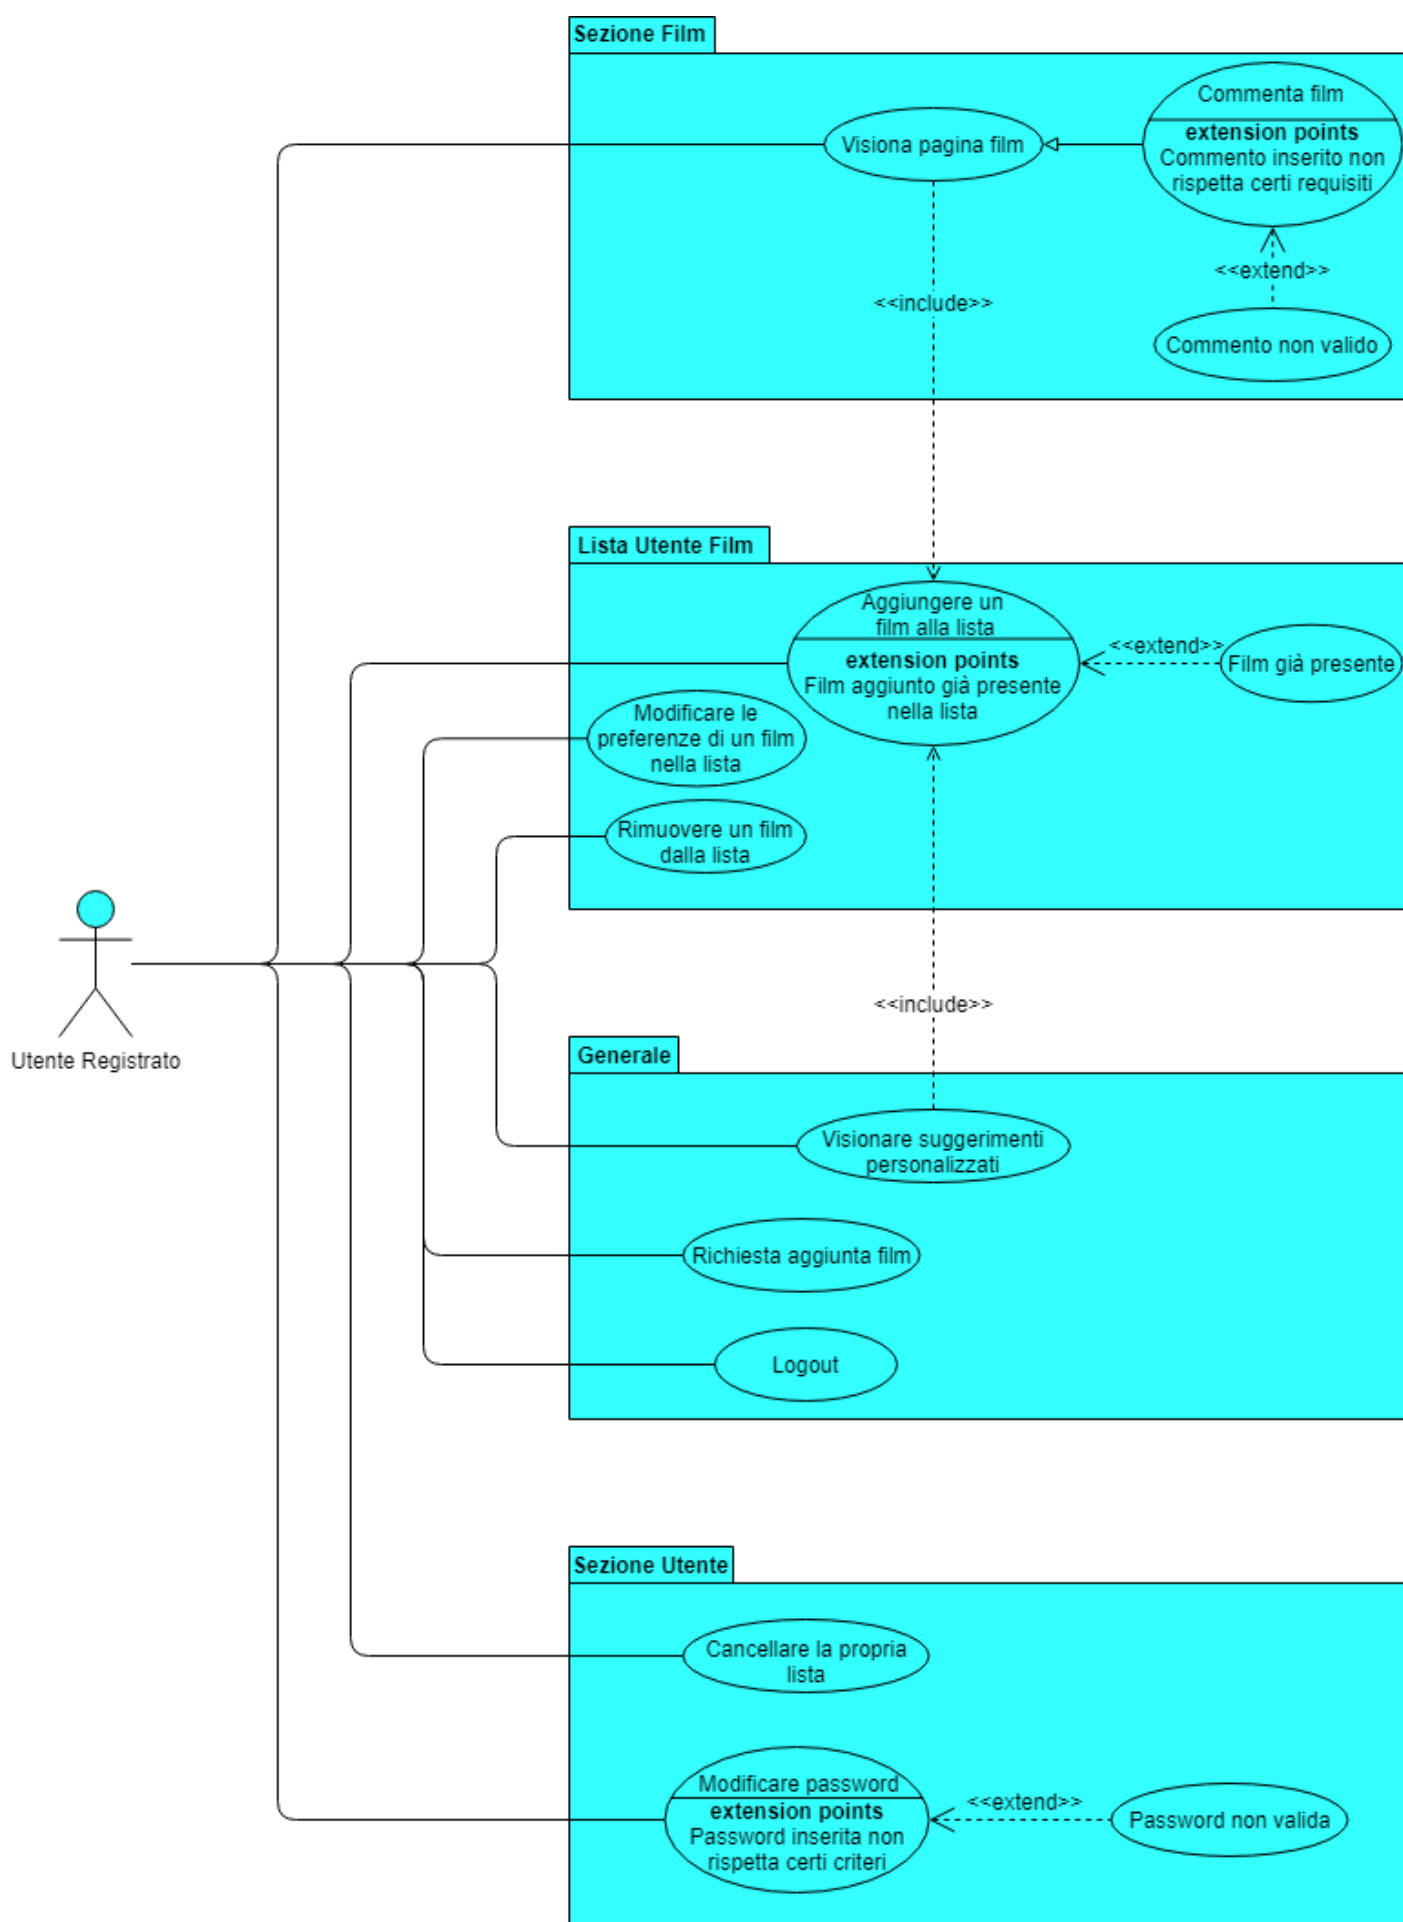 Sezione Film
Commenta film
extension points
Commento inserito non
rispetta certi requisiti
Visiona pagina film
<<extend>>
<<include>>
Commento non valido
Lista Utente Film
Aggiungere un
film alla lista
extension points
Film aggiunto già presente
nella lista
<<extend>>
Film già presente
Modificare le
preferenze di un film
nella lista
Rimuovere un film
dalla lista
Utente Registrato
<<include>>
Generale
Visionare suggerimenti
personalizzati
Richiesta aggiunta film
Logout
Sezione Utente
Cancellare la propria
lista
Modificare password
extension points
Password inserita non
rispetta certi criteri
<<extend>>
Password non valida